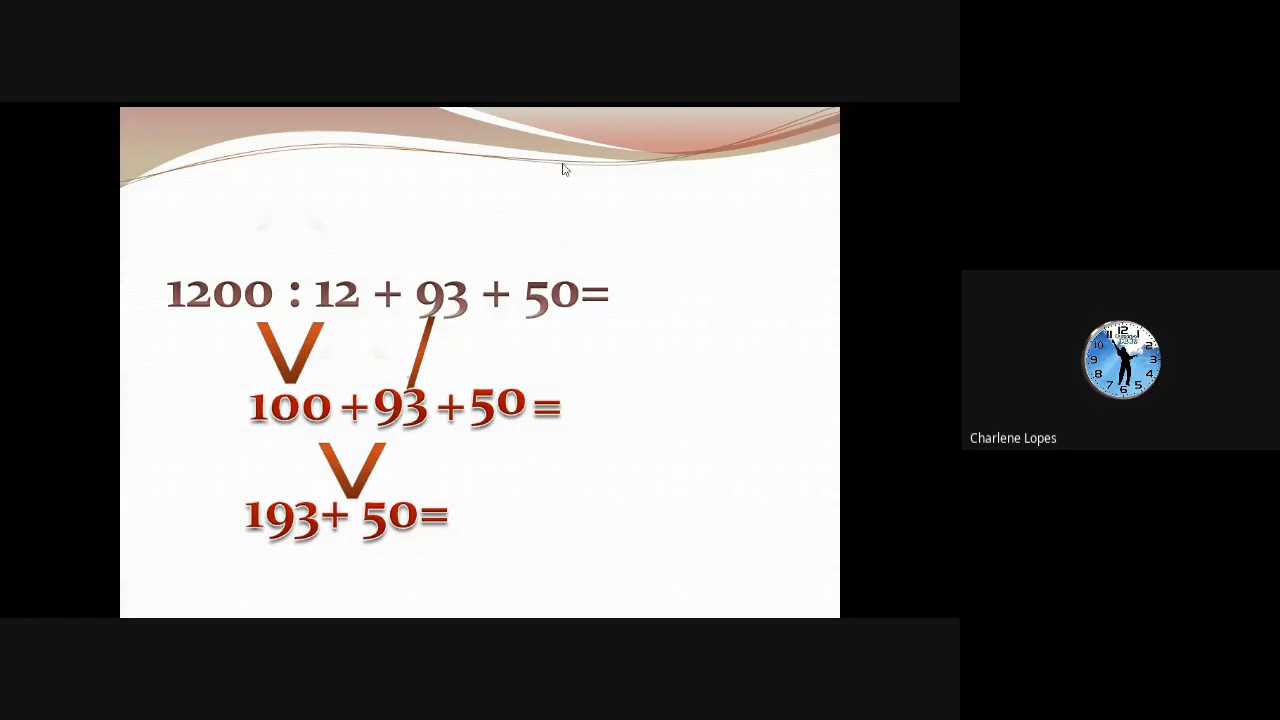 1200 : 12 + 93 + 50=
100 + 93 + 50 =
193+ 50=
Charlene Lopes